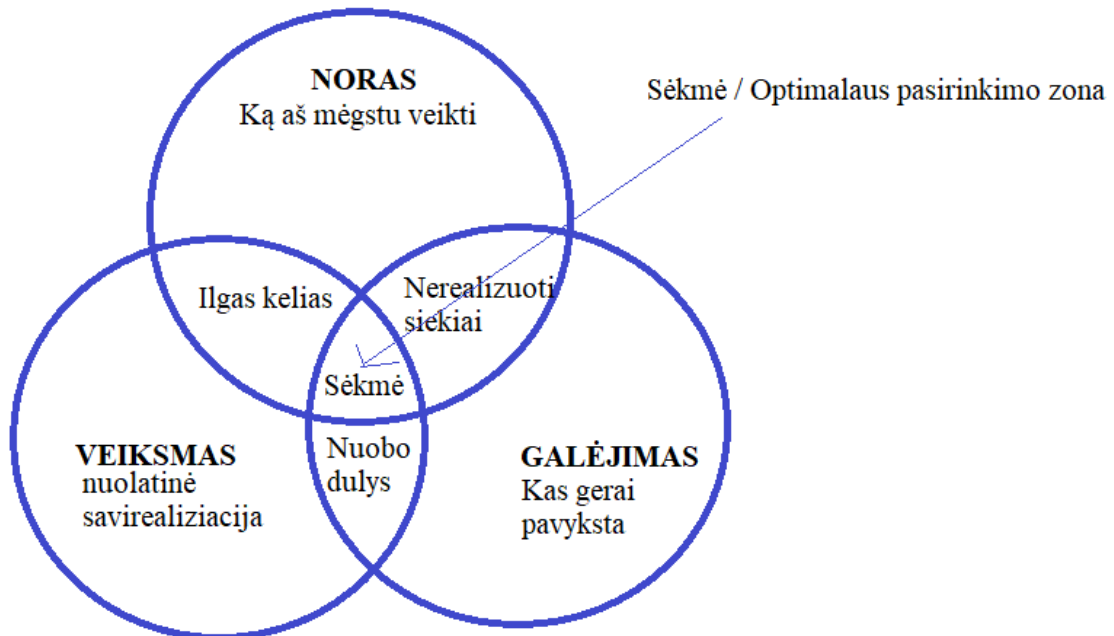 NORAS
Ką aš mėgstu veikti
Sėkmė / Optimalaus pasirinkimo zona
Ilgas kelias
Nerealizuoti
siekiai
Sėkmė
VEIKSMAS
nuolatinė
savirealiziacija
Nuobo
dulys
GALĖJIMAS
Kas gerai
pavyksta